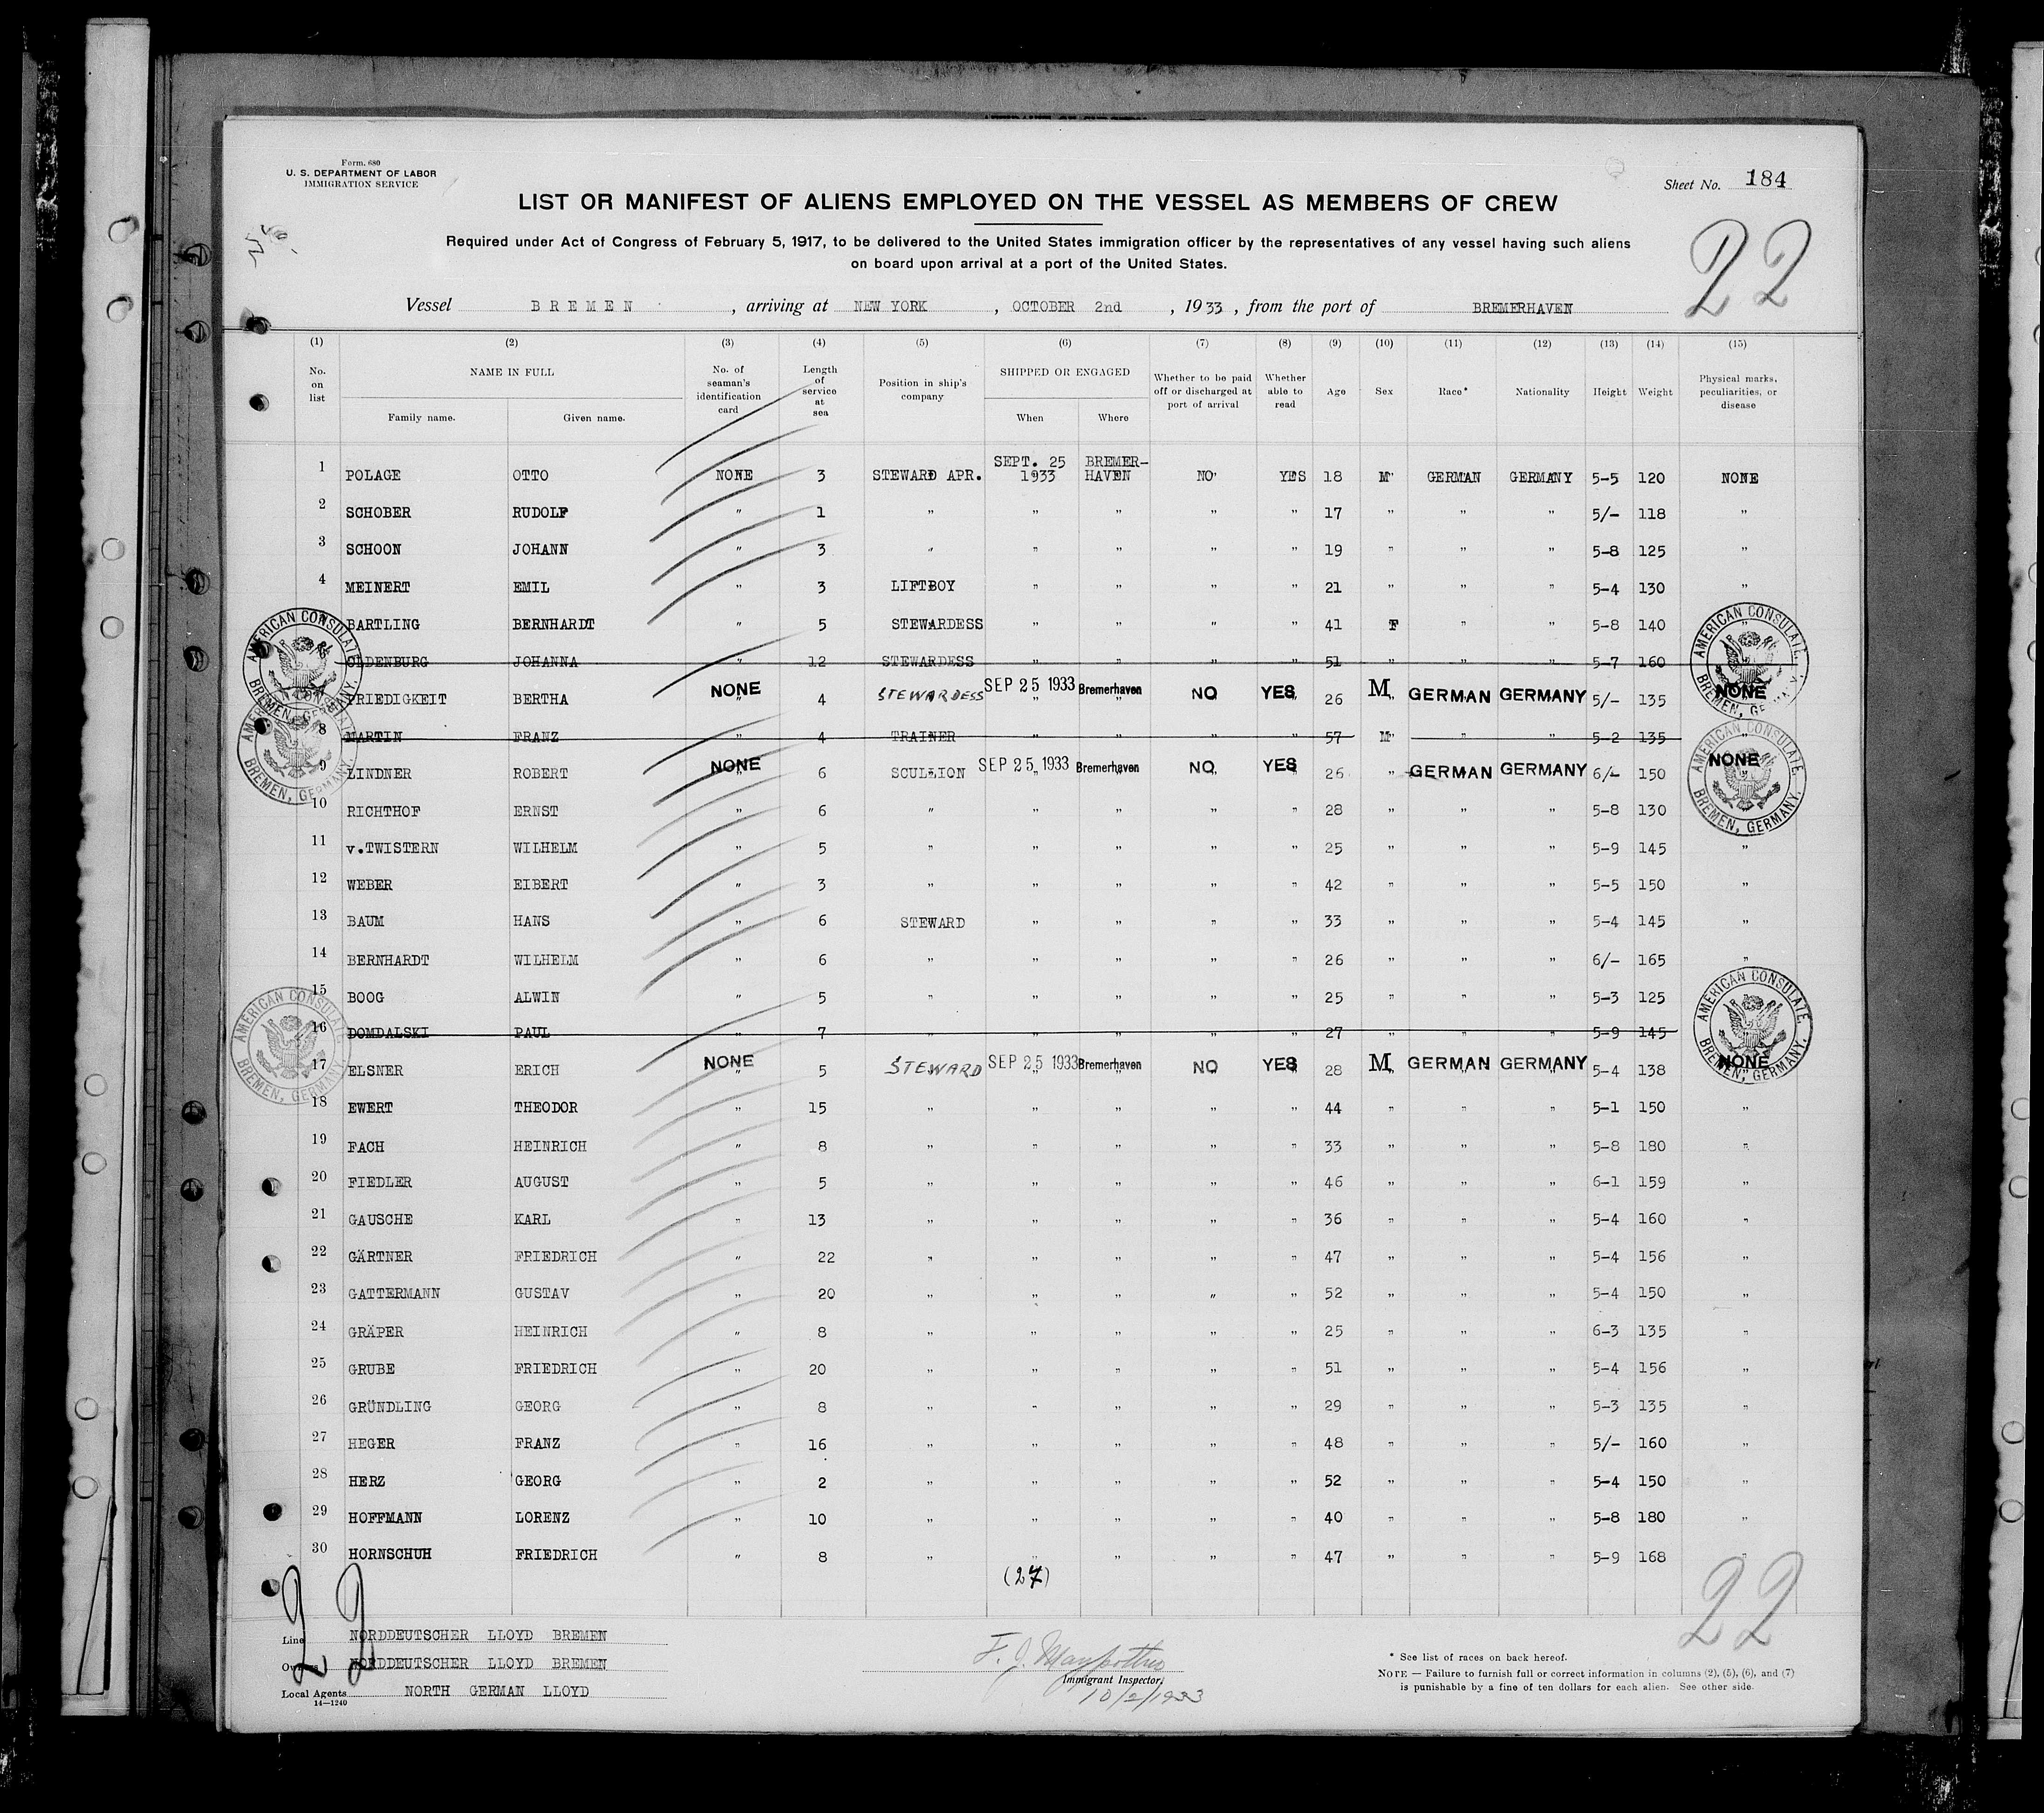 Form. 680
U. S. DEPARTMENT OF LABOR
IMMIGRATION SERVICE
Sheet No. 184
LIST OR MANIFEST OF ALIENS EMPLOYED ON THE VESSEL AS MEMBERS OF CREW
Required under Act of Congress of February 5, 1917, to be delivered to the United States immigration officer by the representatives of any vessel having such aliens
on board upon arrival at a port of the United States.
22
Vessel BREMEN, arriving at NEW YORK, OCTOBER 2nd, 1933, from the port of BREMERHAVEN
(1) (2) (3) (4) (5) (6) (7) (8) (9) (10) (11) (12) (13) (14) (15)
No. on list
NAME IN FULL
Family name. Given name.
No. of seaman's identification card
Length of service at sea
Position in ship's company
SHIPPED OR ENGAGED
When Where
Whether to be paid off or discharged at port of arrival
Whether able to read
Age Sex Race* Nationality Height Weight
Physical marks, peculiarities, or disease
1 POLAGE OTTO NONE 3 STEWARD APR. SEPT. 25 1933 BREMER-HAVEN NO YES 18 M GERMAN GERMANY 5-5 120 NONE
2 SCHOBER RUDOLF " 1 " " " " " 17 " " " 5/- 118 "
3 SCHOON JOHANN " 3 " " " " " 19 " " " 5-8 125 "
4 MEINERT EMIL " 3 LIFTBOY " " " " 21 " " " 5-4 130 "
BARTLING BERNHARDT " 5 STEWARDESS " " " " 41 F " " 5-8 140 "
OLDENBURG JOHANNA " 12 STEWARDESS " " " " 51 " " " 5-7 160
FRIEDIGKEIT BERTHA NONE 4 STEWARDESS SEP 25 1933 Bremerhaven NO YES 26 M GERMAN GERMANY 5/- 135 NONE
8 MARTIN FRANZ " 4 TRAINER " " " " 57 M " " 5-2 135 "
9 LINDNER ROBERT NONE 6 SCULLION SEP 25 1933 Bremerhaven NO YES 26 " GERMAN GERMANY 6/- 150 NONE
10 RICHTHOF ERNST " 6 " " " " " 28 " " " 5-8 130
11 v.TWISTERN WILHELM " 5 " " " " " 25 " " " 5-9 145 "
12 WEBER EIBERT " 3 " " " " " 42 " " " 5-5 150 "
13 BAUM HANS " 6 STEWARD " " " " 33 " " " 5-4 145 "
14 BERNHARDT WILHELM " 6 " " " " " 26 " " " 6/- 165 "
15 BOOG ALWIN " 5 " " " " " 25 " " " 5-3 125
16 DOMDALSKI PAUL " 7 " " " " " 27 " " " 5-9 145
17 ELSNER ERICH NONE 5 STEWARD SEP 25 1933 Bremerhaven NO YES 28 M GERMAN GERMANY 5-4 138 NONE
18 EWERT THEODOR " 15 " " " " " 44 " " " 5-1 150 "
19 FACH HEINRICH " 8 " " " " " 33 " " " 5-8 180 "
20 FIEDLER AUGUST " 5 " " " " " 46 " " " 6-1 159 "
21 GAUSCHE KARL " 13 " " " " " 36 " " " 5-4 160 "
22 GÄRTNER FRIEDRICH " 22 " " " " " 47 " " " 5-4 156 "
23 GATTERMANN GUSTAV " 20 " " " " " 52 " " " 5-4 150 "
24 GRÄPER HEINRICH " 8 " " " " " 25 " " " 6-3 135 "
25 GRUBE FRIEDRICH " 20 " " " " " 51 " " " 5-4 156 "
26 GRÜNDLING GEORG " 8 " " " " " 29 " " " 5-3 135 "
27 HEGER FRANZ " 16 " " " " " 48 " " " 5/- 160 "
28 HERZ GEORG " 2 " " " " " 52 " " " 5-4 150 "
29 HOFFMANN LORENZ " 10 " " " " " 40 " " " 5-8 180 "
30 HORNSCHUH FRIEDRICH " 8 " " " " " 47 " " " 5-9 168 "
(27)
AMERICAN CONSULATE, BREMEN, GERMANY.
AMERICAN CONSULATE, BREMEN, GERMANY.
AMERICAN CONSULATE, BREMEN, GERMANY.
AMERICAN CONSULATE, BREMEN, GERMANY.
AMERICAN CONSULATE, BREMEN, GERMANY.
AMERICAN CONSULATE, BREMEN, GERMANY.
22
22
Line NORDDEUTSCHER LLOYD BREMEN
Owners NORDDEUTSCHER LLOYD BREMEN
Local Agents NORTH GERMAN LLOYD
14—1240
F. J.
Immigrant Inspector.
10/2/1933
* See list of races on back hereof.
NOTE — Failure to furnish full or correct information in columns (2), (5), (6), and (7)
is punishable by a fine of ten dollars for each alien. See other side.